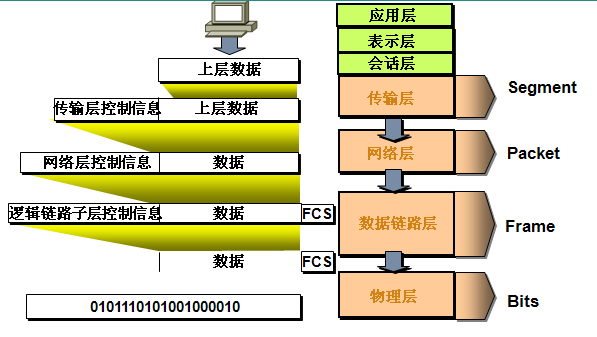 应用层
表示层
会话层
上层数据
传输层
Segment
传输层控制信息
上层数据
网络层
Packet
网络层控制信息
数据
数据链路层
Frame
逻辑链路子层控制信息
数据
FCS
数据
FCS
物理层
Bits
0101110101001000010